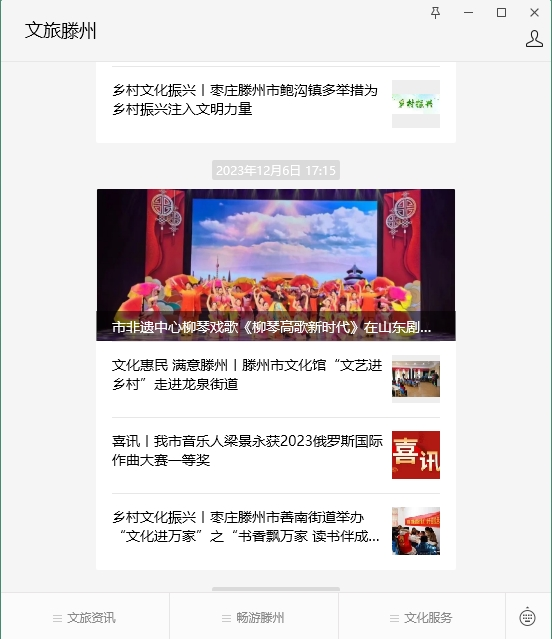 文旅滕州
乡村文化振兴丨枣庄滕州市鲍沟镇多举措为
乡村振兴注入文明力量
乡村振兴
2023年12月6日 17:15
市非遗中心柳琴戏歌《柳琴高歌新时代》在山东剧...
文化惠民 满意滕州丨滕州市文化馆“文艺进
乡村”走进龙泉街道
喜讯丨我市音乐人梁景永获2023俄罗斯国际
作曲大赛一等奖
喜讯
乡村文化振兴丨枣庄滕州市善南街道举办
“文化进万家”之“书香飘万家 读书伴成...
文旅资讯
畅游滕州
文化服务